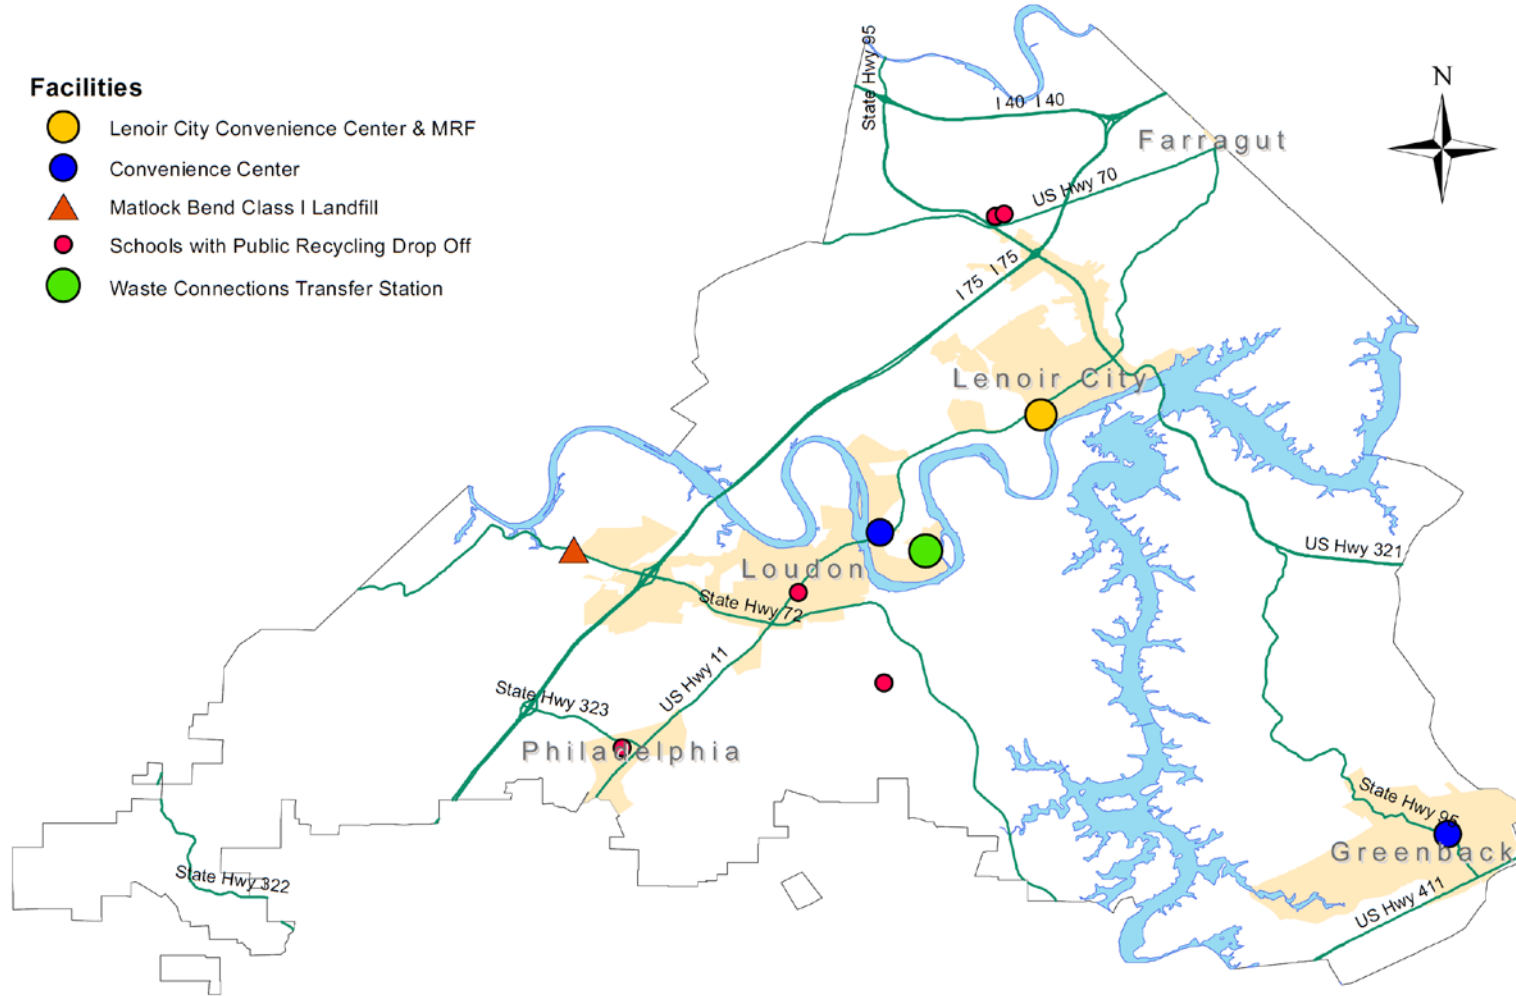 Facilities
Lenoir City Convenience Center & MRF
Convenience Center
Matlock Bend Class I Landfill
Schools with Public Recycling Drop Off
Waste Connections Transfer Station
N
State Hwy 95
I 40 I 40
Farragut
US Hwy 70
I 75 I 75
Lenoir City
US Hwy 321
Loudon
State Hwy 72
US Hwy 11
State Hwy 323
Philadelphia
State Hwy 95
Greenback
State Hwy 322
US Hwy 411